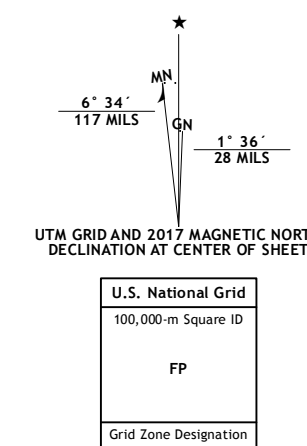 ★
MN
6° 34´
117 MILS
GN
1° 36´
28 MILS
UTM GRID AND 2017 MAGNETIC NORT
DECLINATION AT CENTER OF SHEET
U.S. National Grid
100,000-m Square ID
FP
Grid Zone Designation